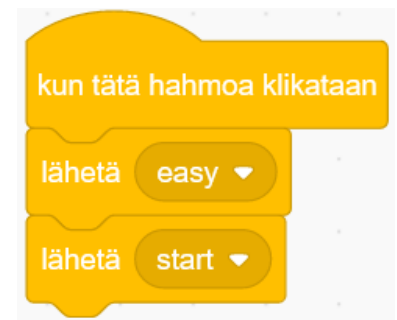 kun tätä hahmoa klikataan
lähetä easy
lähetä start